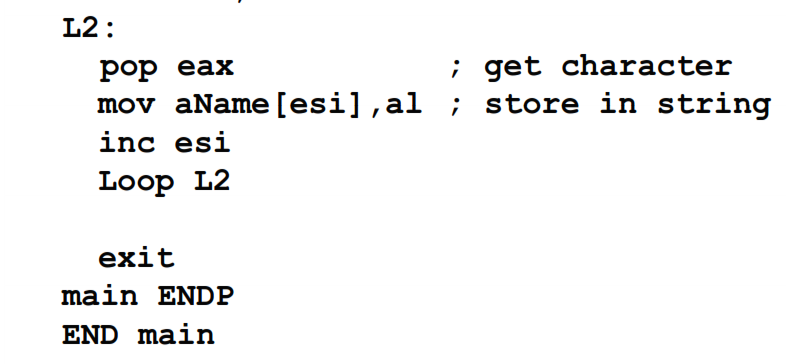 L2:
pop eax ; get character
mov aName[esi],al ; store in string
inc esi
Loop L2
exit
main ENDP
END main